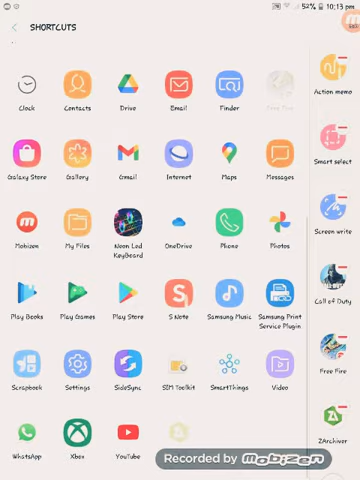 52% 10:13 pm
SHORTCUTS
Clock Contacts Drive Email Finder Free Fire
Action memo
Galaxy Store Gallery Gmail Internet Maps Messages
Smart select
Mobizen My Files Neon Led KeyBoard OneDrive Phone Photos
Screen write
Play Books Play Games Play Store S Note Samsung Music Samsung Print Service Plugin
Call of Duty
Scrapbook Settings SideSync SIM Toolkit SmartThings Video
Free Fire
WhatsApp Xbox YouTube
ZArchiver
Recorded by mobizen